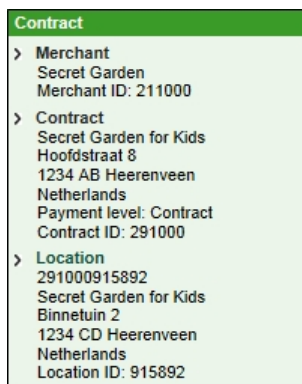 Contract
Merchant
Secret Garden
Merchant ID: 211000
Contract
Secret Garden for Kids
Hoofdstraat 8
1234 AB Heerenveen
Netherlands
Payment level: Contract
Contract ID: 291000
Location
291000915892
Secret Garden for Kids
Binnetuin 2
1234 CD Heerenveen
Netherlands
Location ID: 915892